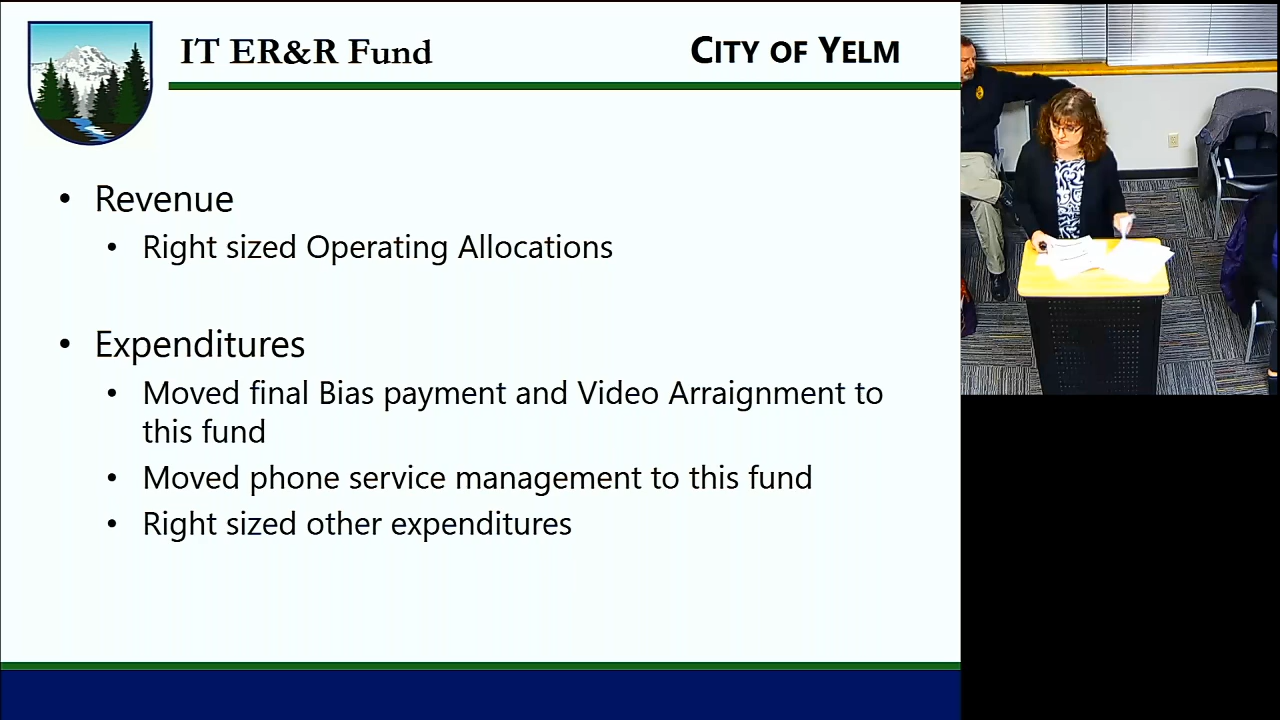 IT ER&R Fund
CITY OF YELM
• Revenue
• Right sized Operating Allocations
• Expenditures
• Moved final Bias payment and Video Arraignment to
this fund
• Moved phone service management to this fund
• Right sized other expenditures